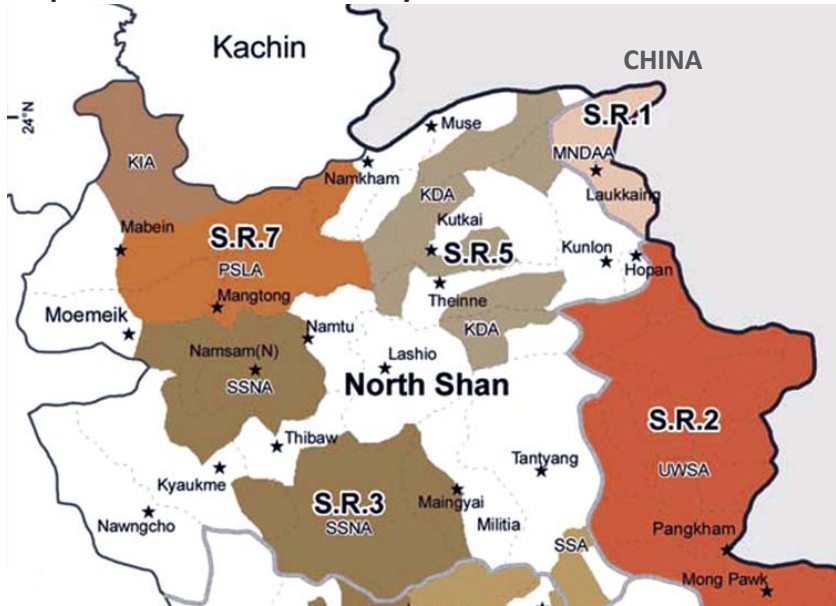 Kachin
CHINA
24°N
S.R.1
Muse
KIA
MNDAA
Namkham
Laukkaing
KDA
Mabein
Kutkai
S.R.7
S.R.5
Kunlon
Hopan
PSLA
Mangtong
Theinne
Moemeik
Namtu
KDA
Namsam(N)
Lashio
SSNA
North Shan
S.R.2
Thibaw
Tantyang
UWSA
Kyaukme
S.R.3
Maingyai
Nawngcho
SSNA
Militia
Pangkham
SSA
Mong Pawk